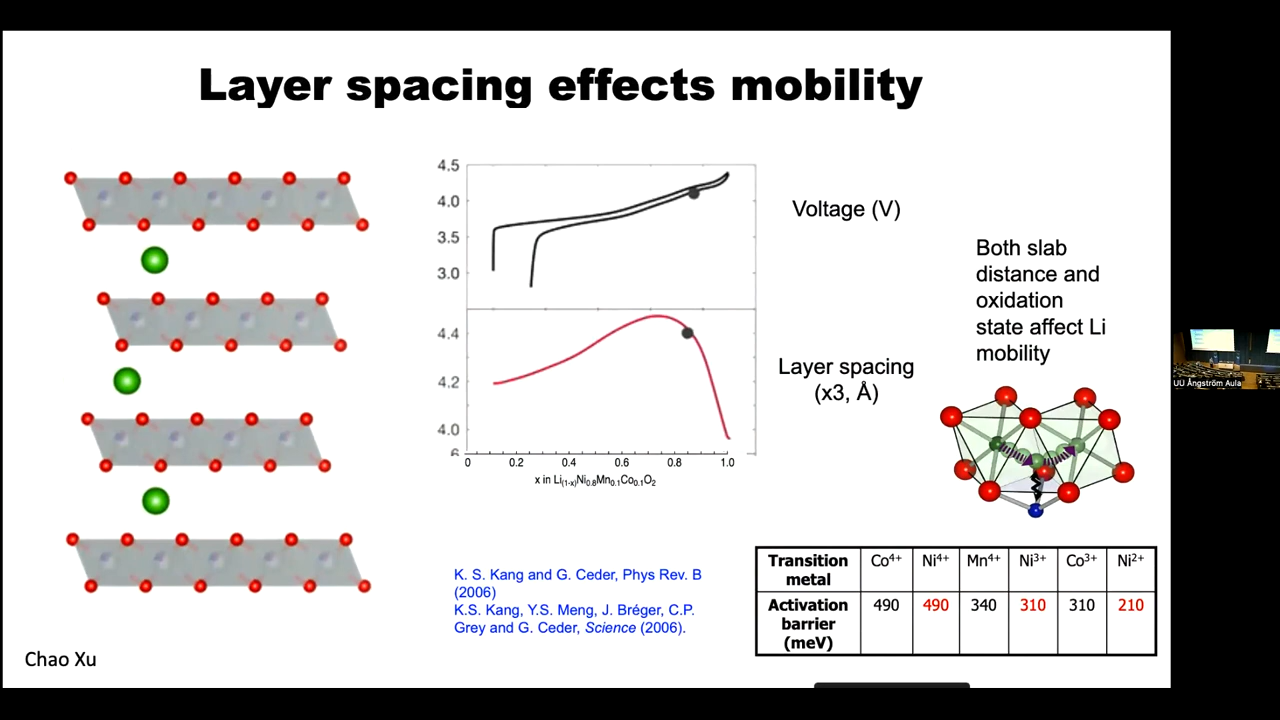 Layer spacing effects mobility
4.5
4.0
3.5
3.0
4.4
4.2
4.0
6
0 0.2 0.4 0.6 0.8 1.0
x in Li(1-x)Ni0.8Mn0.1Co0.1O2
Voltage (V)
Layer spacing
(x3, Å)
Both slab
distance and
oxidation
state affect Li
mobility
UU Ångström Aula
K. S. Kang and G. Ceder, Phys Rev. B
(2006)
K.S. Kang, Y.S. Meng, J. Bréger, C.P.
Grey and G. Ceder, Science (2006).
Transition metal Co4+ Ni4+ Mn4+ Ni3+ Co3+ Ni2+
Activation barrier (meV) 490 490 340 310 310 210
Chao Xu